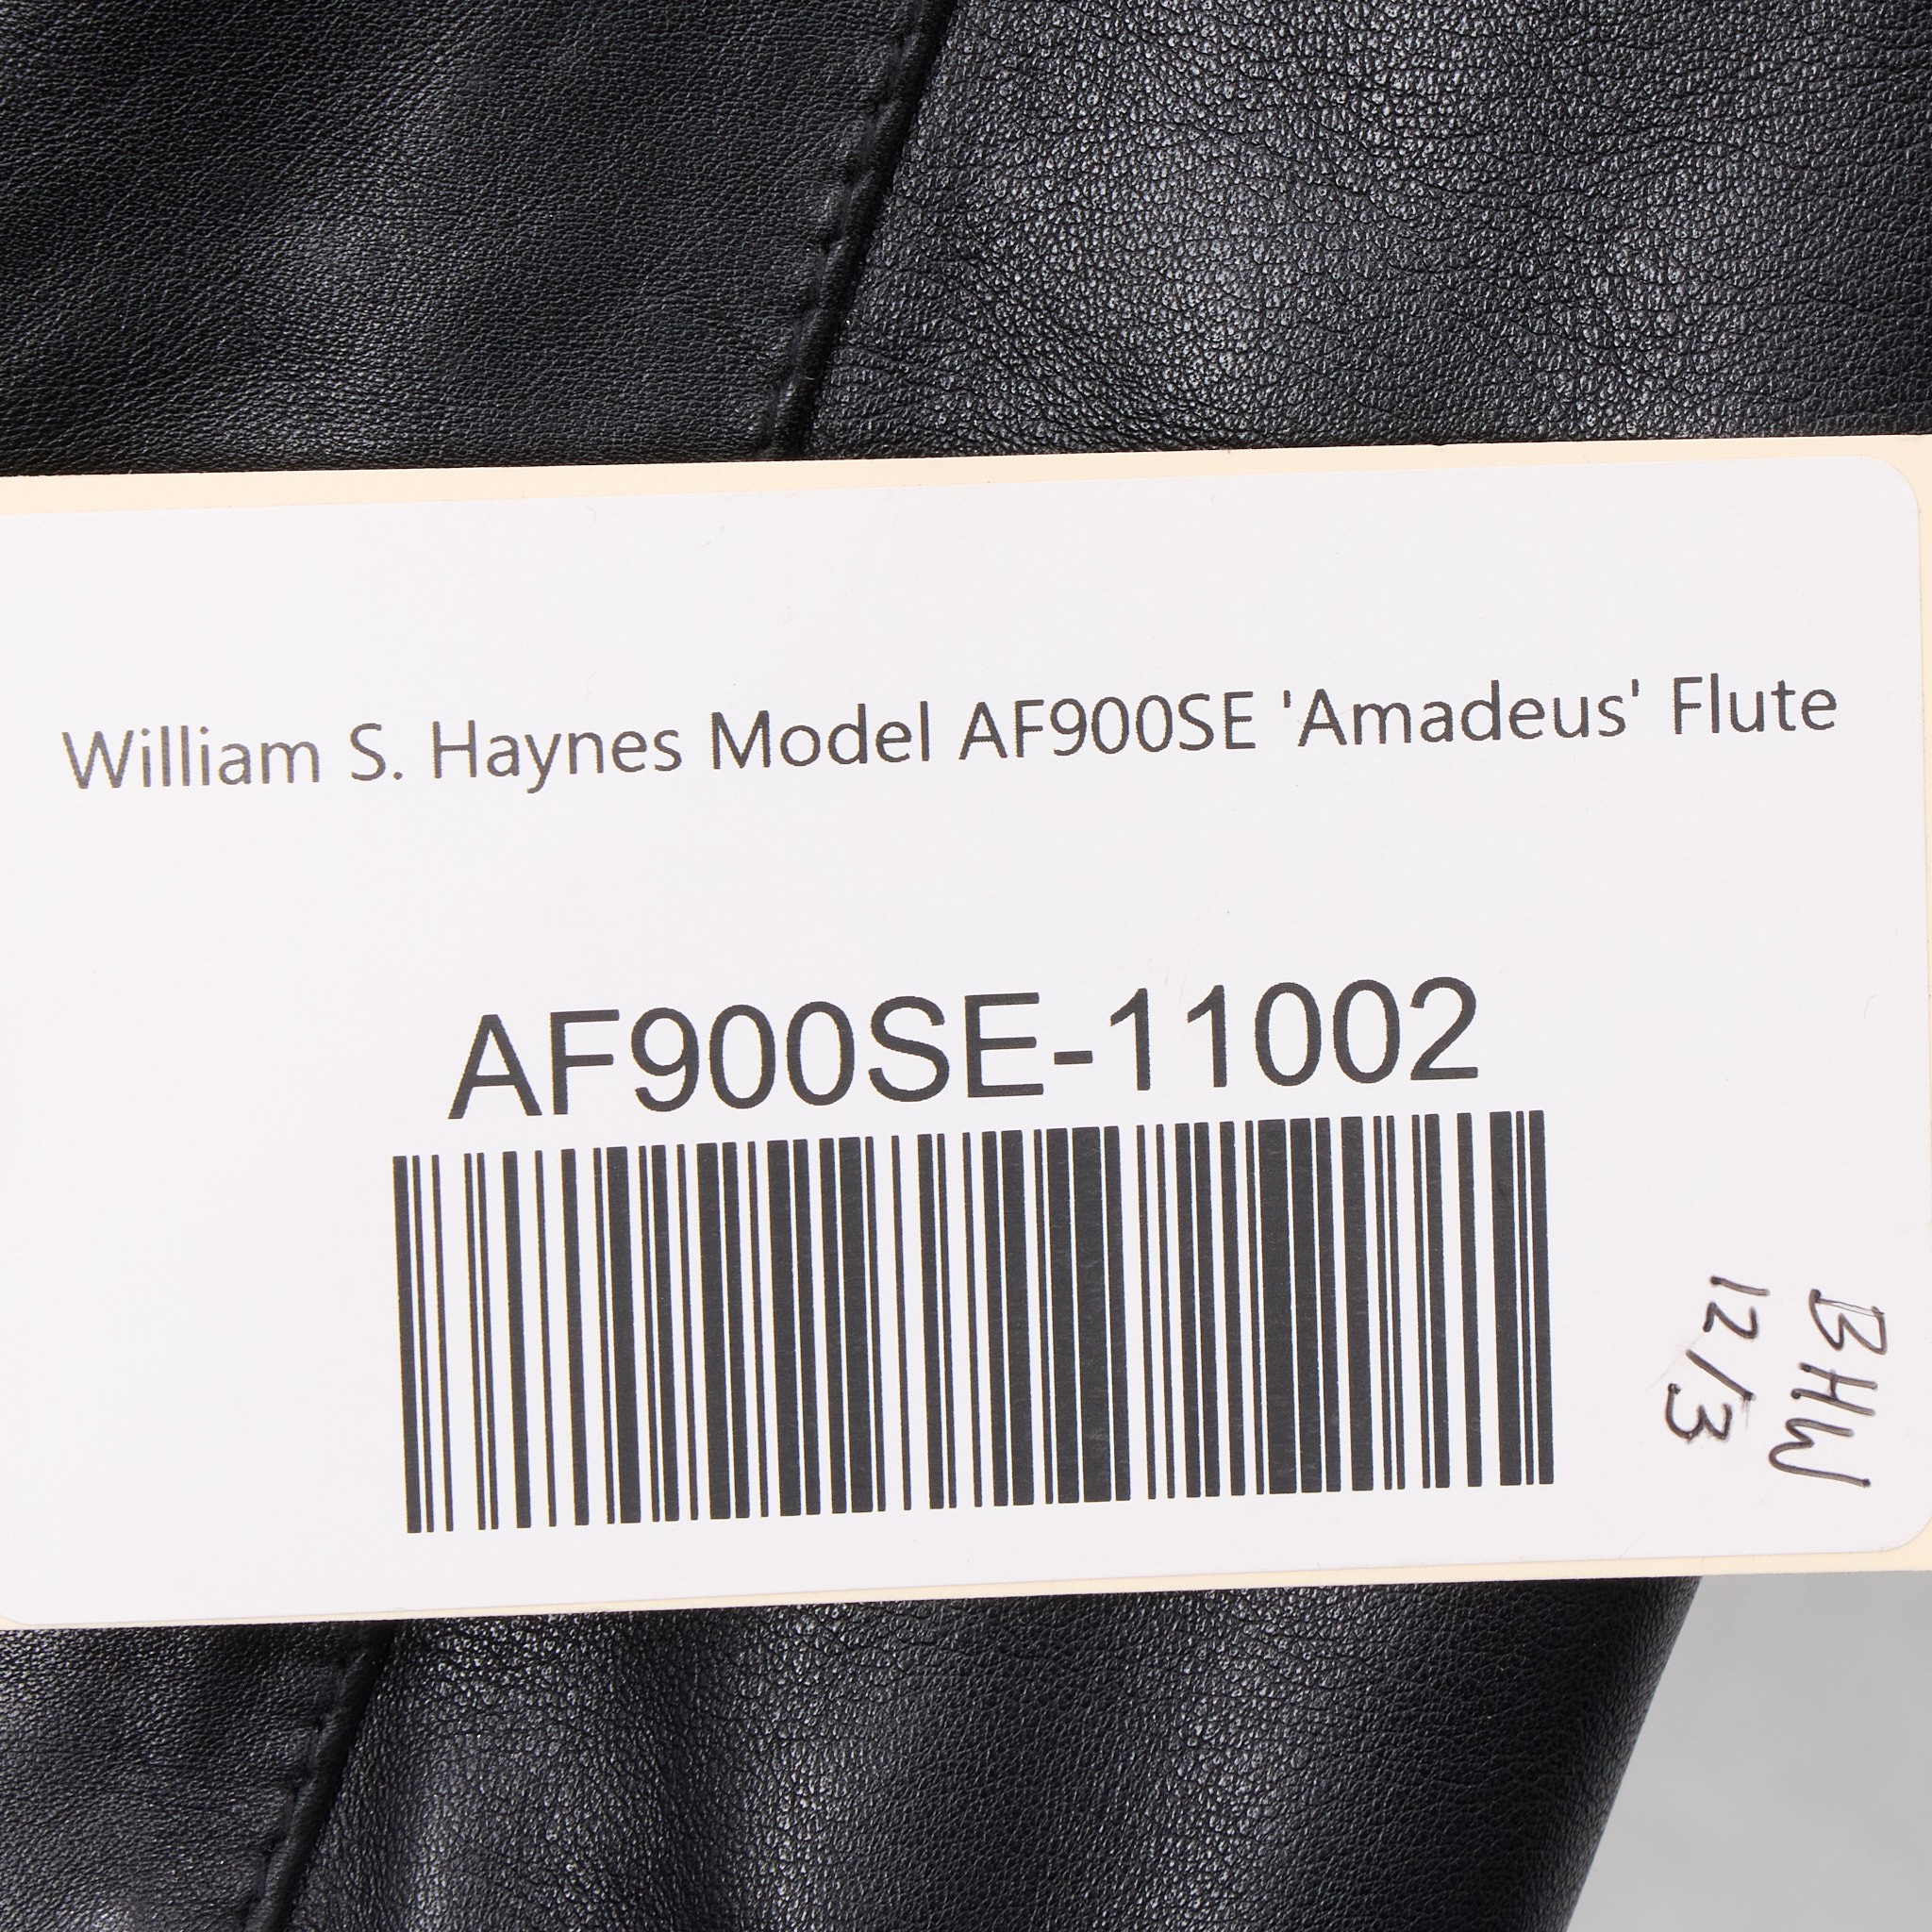 William S. Haynes Model AF900SE 'Amadeus' Flute
AF900SE-11002
BHW
12/3